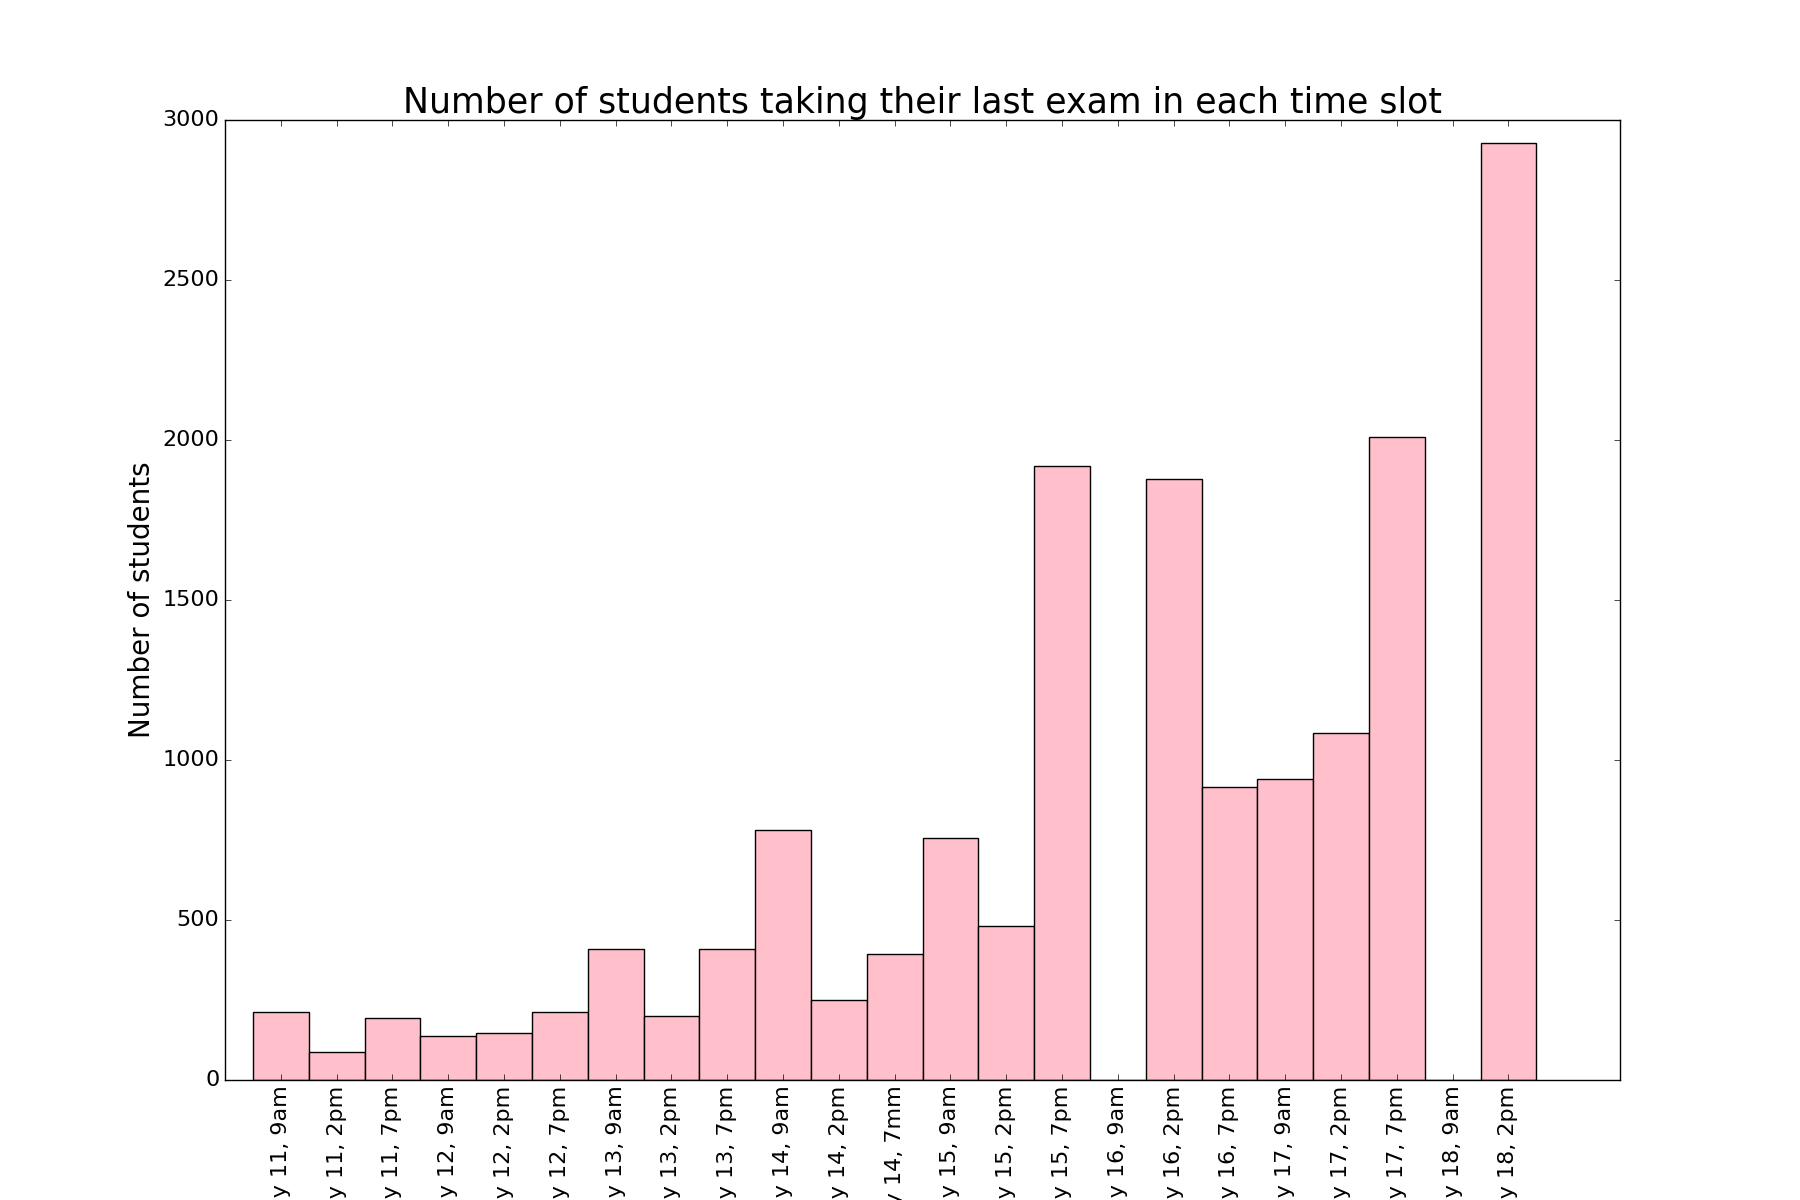 Number of students taking their last exam in each time slot
3000
2500
2000
1500
1000
500
0
Number of students
y 11, 9am
y 11, 2pm
y 11, 7pm
y 12, 9am
y 12, 2pm
y 12, 7pm
y 13, 9am
y 13, 2pm
y 13, 7pm
y 14, 9am
y 14, 2pm
y 14, 7mm
y 15, 9am
y 15, 2pm
y 15, 7pm
y 16, 9am
y 16, 2pm
y 16, 7pm
y 17, 9am
y 17, 2pm
y 17, 7pm
y 18, 9am
y 18, 2pm